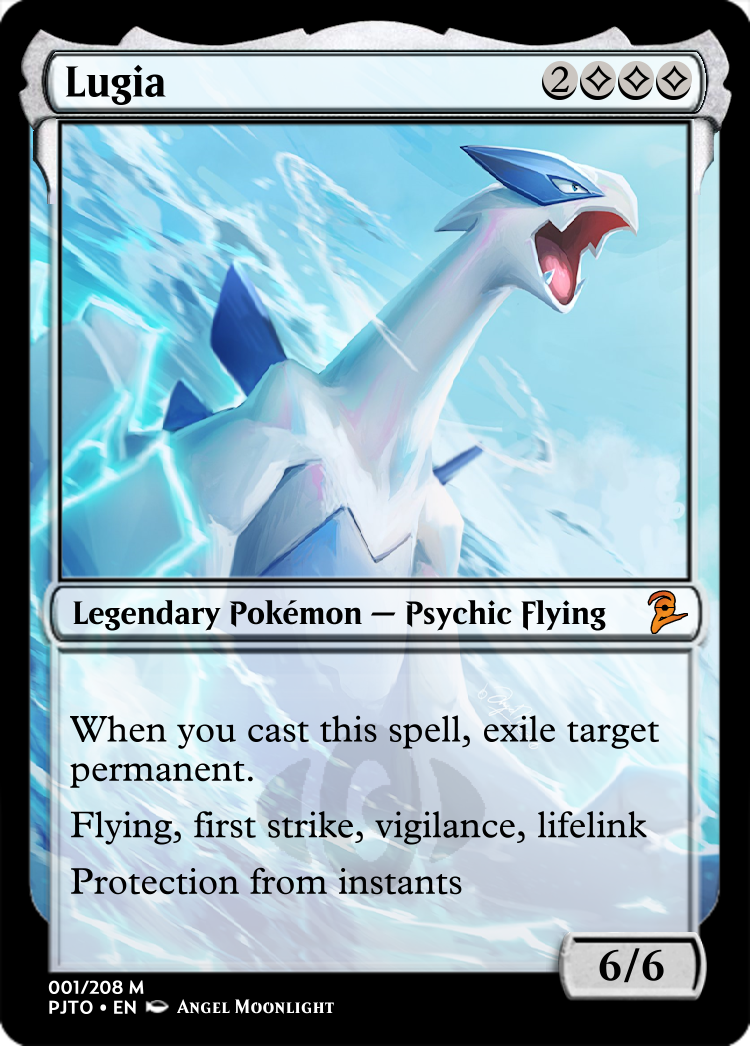 Lugia 2
Legendary Pokémon — Psychic Flying
When you cast this spell, exile target
permanent.
Flying, first strike, vigilance, lifelink
Protection from instants
6/6
001/208 M
PJTO • EN Angel Moonlight